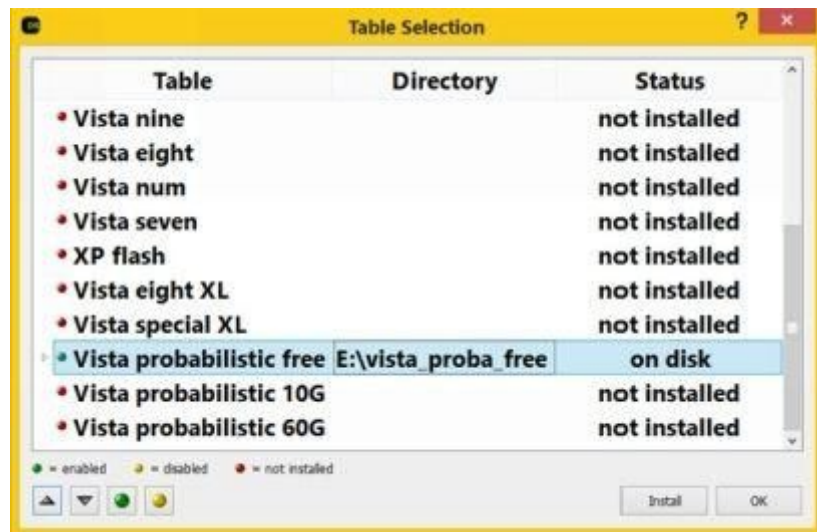 Table Selection ?
Table Directory Status
Vista nine not installed
Vista eight not installed
Vista num not installed
Vista seven not installed
XP flash not installed
Vista eight XL not installed
Vista special XL not installed
Vista probabilistic free E:\vista_proba_free on disk
Vista probabilistic 10G not installed
Vista probabilistic 60G not installed
= enabled = disabled = not installed
Install OK